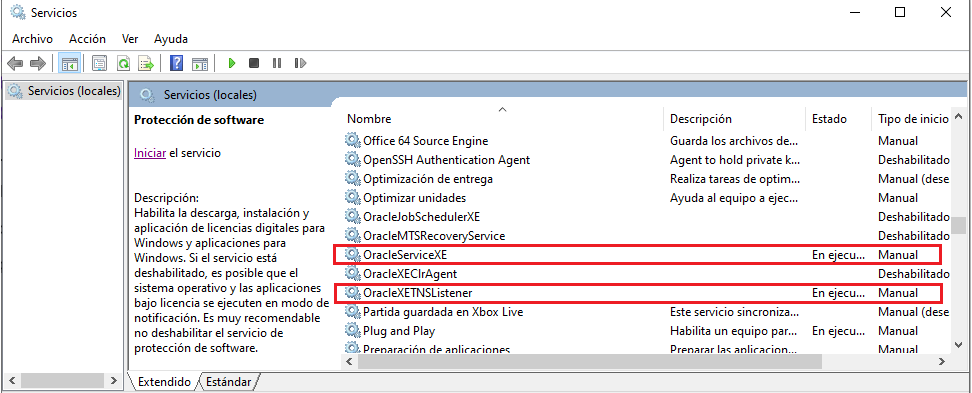 Servicios
Archivo Acción Ver Ayuda
Servicios (locales)
Servicios (locales)
Protección de software
Iniciar el servicio
Descripción:
Habilita la descarga, instalación y
aplicación de licencias digitales para
Windows y aplicaciones para
Windows. Si el servicio está
deshabilitado, es posible que el
sistema operativo y las aplicaciones
bajo licencia se ejecuten en modo de
notificación. Es muy recomendable
no deshabilitar el servicio de
protección de software.
Nombre Descripción Estado Tipo de inicio
Office 64 Source Engine Guarda los archivos de... Manual
OpenSSH Authentication Agent Agent to hold private k... Deshabilitado
Optimización de entrega Realiza tareas de optim... Manual (dese
Optimizar unidades Ayuda al equipo a ejec... Manual
OracleJobSchedulerXE Deshabilitado
OracleMTSRecoveryService Deshabilitado
OracleServiceXE En ejecu... Manual
OracleXEClrAgent Deshabilitado
OracleXETNSListener En ejecu... Manual
Partida guardada en Xbox Live Este servicio sincroniza... Manual (dese
Plug and Play Habilita un equipo par... En ejecu... Manual
Preparación de aplicaciones Preparar las aplicacion... Manual
Extendido Estándar